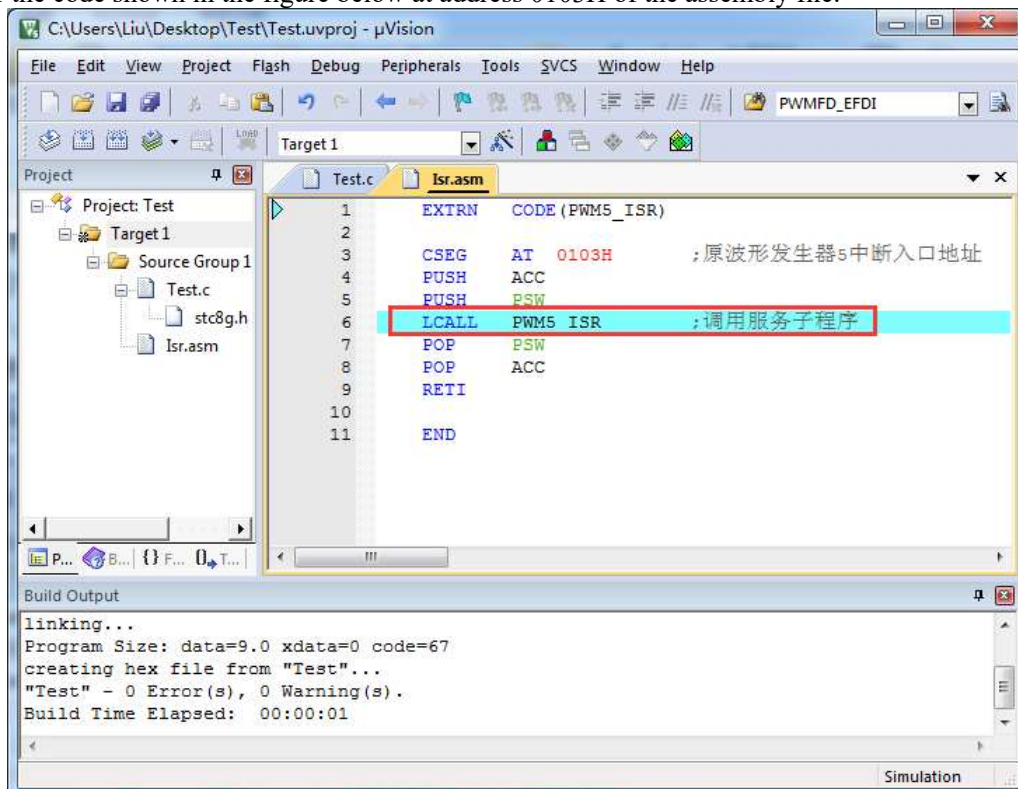 the code shown in the figure below at address 0103H of the assembly file.
C:\Users\Liu\Desktop\Test\Test.uvproj - µVision
File Edit View Project Flash Debug Peripherals Tools SVCS Window Help
PWMFD_EFDI
LOAD Target 1
Project
Test.c Isr.asm
Project: Test
Target 1
Source Group 1
Test.c
stc8g.h
Isr.asm
1 EXTRN CODE(PWM5_ISR)
2
3 CSEG AT 0103H ;原波形发生器5中断入口地址
4 PUSH ACC
5 PUSH PSW
6 LCALL PWM5 ISR ;调用服务子程序
7 POP PSW
8 POP ACC
9 RETI
10
11 END
P... B... {} F... T...
Build Output
linking...
Program Size: data=9.0 xdata=0 code=67
creating hex file from "Test"...
"Test" - 0 Error(s), 0 Warning(s).
Build Time Elapsed: 00:00:01
Simulation